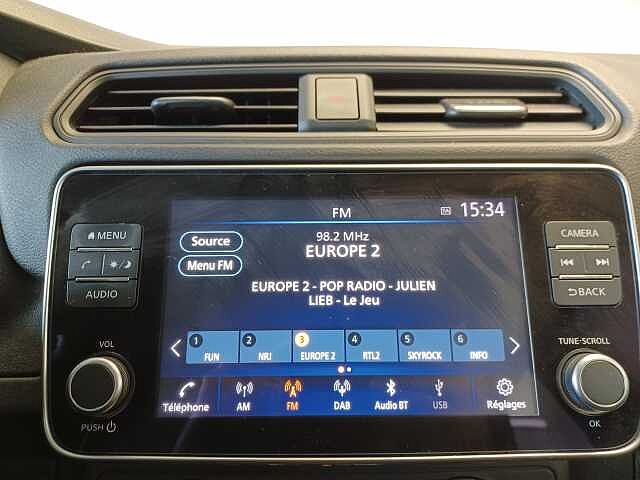 FM
15:34
Source
98.2 MHz
EUROPE 2
Menu FM
EUROPE 2 - POP RADIO - JULIEN
LIEB - Le Jeu
1 FUN
2 NRJ
3 EUROPE 2
4 RTL2
5 SKYROCK
6 INFO
Téléphone
AM
FM
DAB
Audio BT
USB
Réglages
MENU
AUDIO
VOL
PUSH
CAMERA
BACK
TUNE-SCROLL
OK